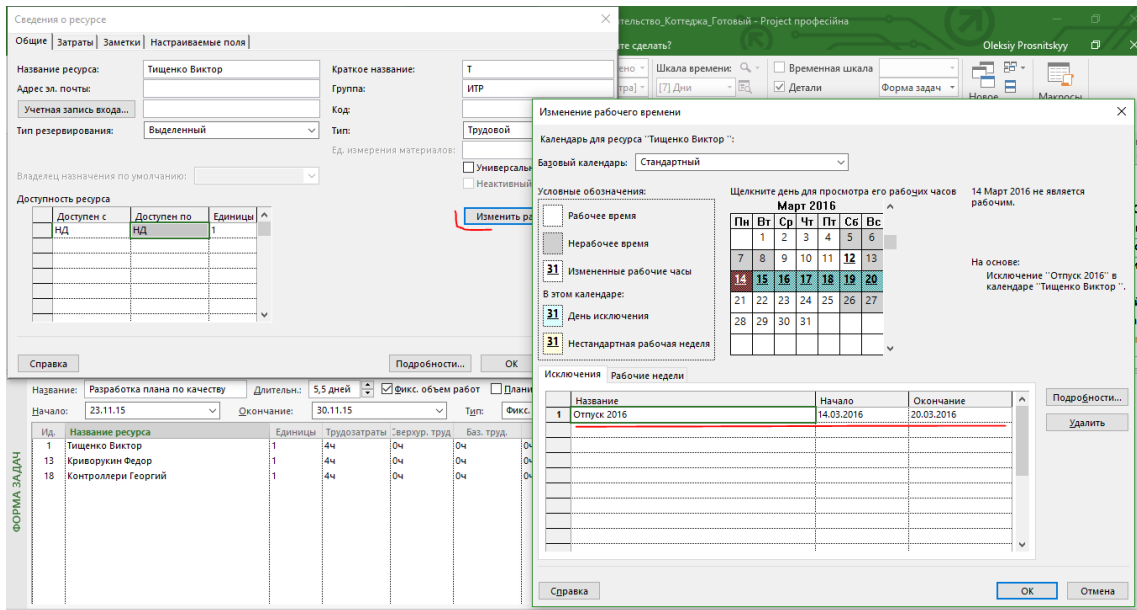 Сведения о ресурсе
Общие Затраты Заметки Настраиваемые поля
Название ресурса: Тищенко Виктор Краткое название: Т
Адрес эл. почты: Группа: ИТР
Учетная запись входа... Код:
Тип резервирования: Выделенный Тип: Трудовой
Ед. измерения материалов:
Владелец назначения по умолчанию:
Неактивный
Доступность ресурса
Доступен с Доступен по Единицы
НД НД 1
Изменить
Справка Подробности... ОК
Коттеджа_Готовый - Project професійна
сделать?
Oleksiy Prosnitskyy
Шкала времени: Временная шкала
[7] Дни Детали Форма задач
Новое Макросы
Изменение рабочего времени
Календарь для ресурса "Тищенко Виктор ":
Базовый календарь: Стандартный
Условные обозначения:
Рабочее время
Нерабочее время
31 Измененные рабочие часы
В этом календаре:
31 День исключения
31 Нестандартная рабочая неделя
Щелкните день для просмотра его рабочих часов
Март 2016
Пн Вт Ср Чт Пт Сб Вс
1 2 3 4 5 6
7 8 9 10 11 12 13
14 15 16 17 18 19 20
21 22 23 24 25 26 27
28 29 30 31
14 Март 2016 не является
рабочим.
На основе:
Исключение "Отпуск 2016" в
календаре "Тищенко Виктор ".
Исключения Рабочие недели
Название Начало Окончание
1 Отпуск 2016 14.03.2016 20.03.2016
Подробности...
Удалить
Справка ОК Отмена
Название: Разработка плана по качеству Длительн.: 5,5 дней Фикс. объем работ
Начало: 23.11.15 Окончание: 30.11.15 Тип: Фикс.
Ид. Название ресурса Единицы Трудозатраты Сверхур. труд Баз. труд.
1 Тищенко Виктор 1 4ч 0ч 0ч
13 Криворукин Федор 1 4ч 0ч 0ч
18 Контроллери Георгий 1 4ч 0ч 0ч
ФОРМА ЗАДАЧ